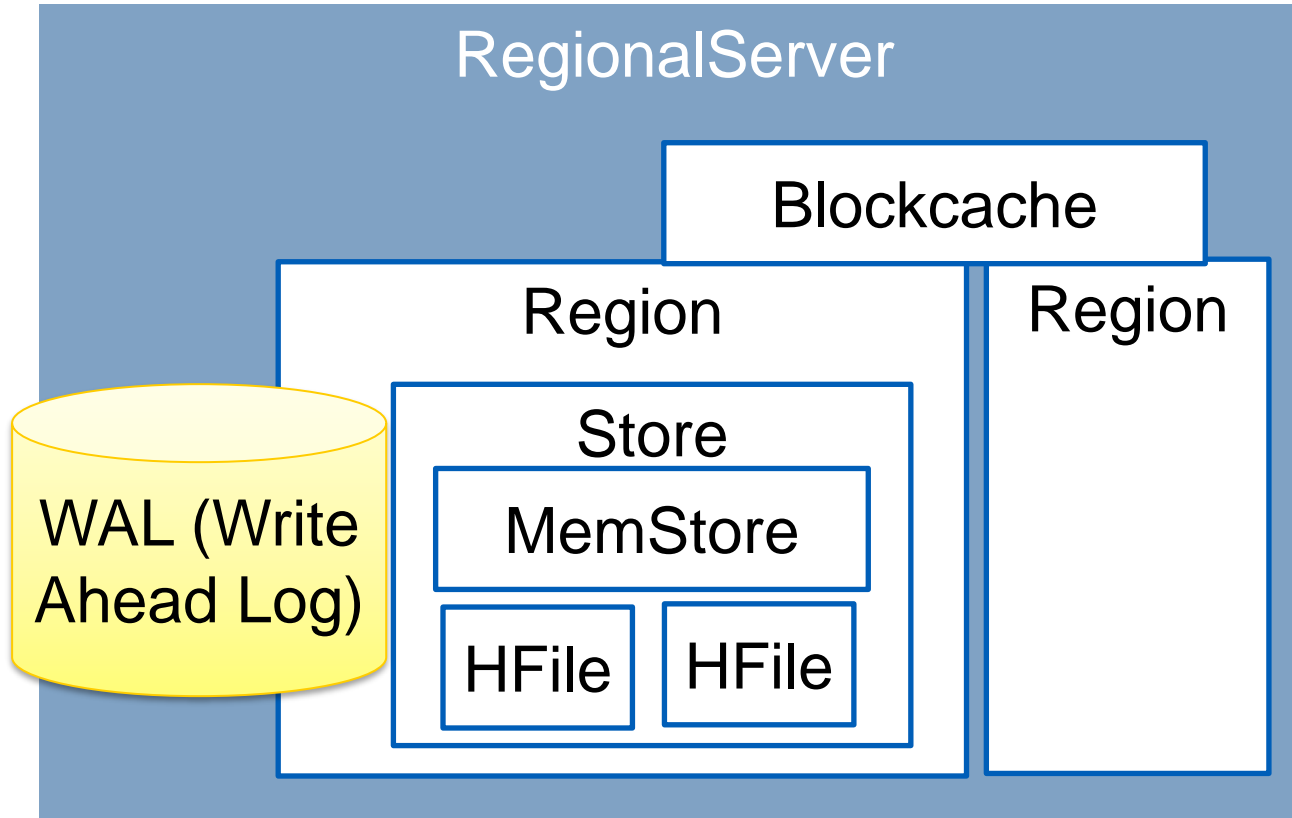 RegionalServer
Blockcache
Region
Region
Store
MemStore
HFile
HFile
WAL (Write
Ahead Log)